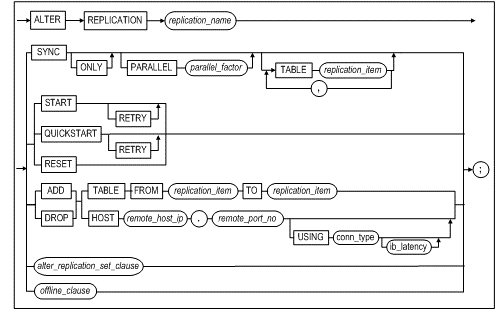 ALTER REPLICATION replication_name
SYNC ONLY PARALLEL parallel_factor TABLE replication_item
,
START RETRY
QUICKSTART RETRY
RESET
;
ADD TABLE FROM replication_item TO replication_item
DROP HOST remote_host_ip . remote_port_no
USING conn_type ib_latency
alter_replication_set_clause
offline_clause